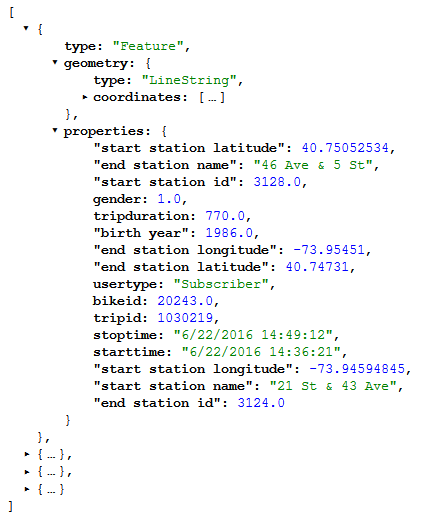 [
▾ {
type: "Feature",
▾ geometry: {
type: "LineString",
▸ coordinates: […]
},
▾ properties: {
"start station latitude": 40.75052534,
"end station name": "46 Ave & 5 St",
"start station id": 3128.0,
gender: 1.0,
tripduration: 770.0,
"birth year": 1986.0,
"end station longitude": -73.95451,
"end station latitude": 40.74731,
usertype: "Subscriber",
bikeid: 20243.0,
tripid: 1030219,
stoptime: "6/22/2016 14:49:12",
starttime: "6/22/2016 14:36:21",
"start station longitude": -73.94594845,
"start station name": "21 St & 43 Ave",
"end station id": 3124.0
}
},
▸ {…},
▸ {…},
▸ {…}
]